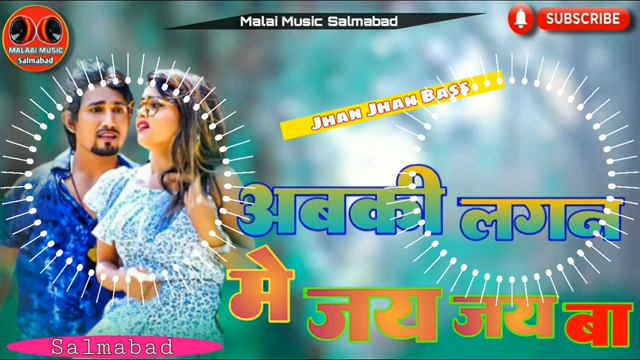 Malai Music Salmabad
SUBSCRIBE
MALAAI MUSIC
Salmabad
Jhan Jhan Bass
अबकी लगन
मे जय जय बा
Salmabad